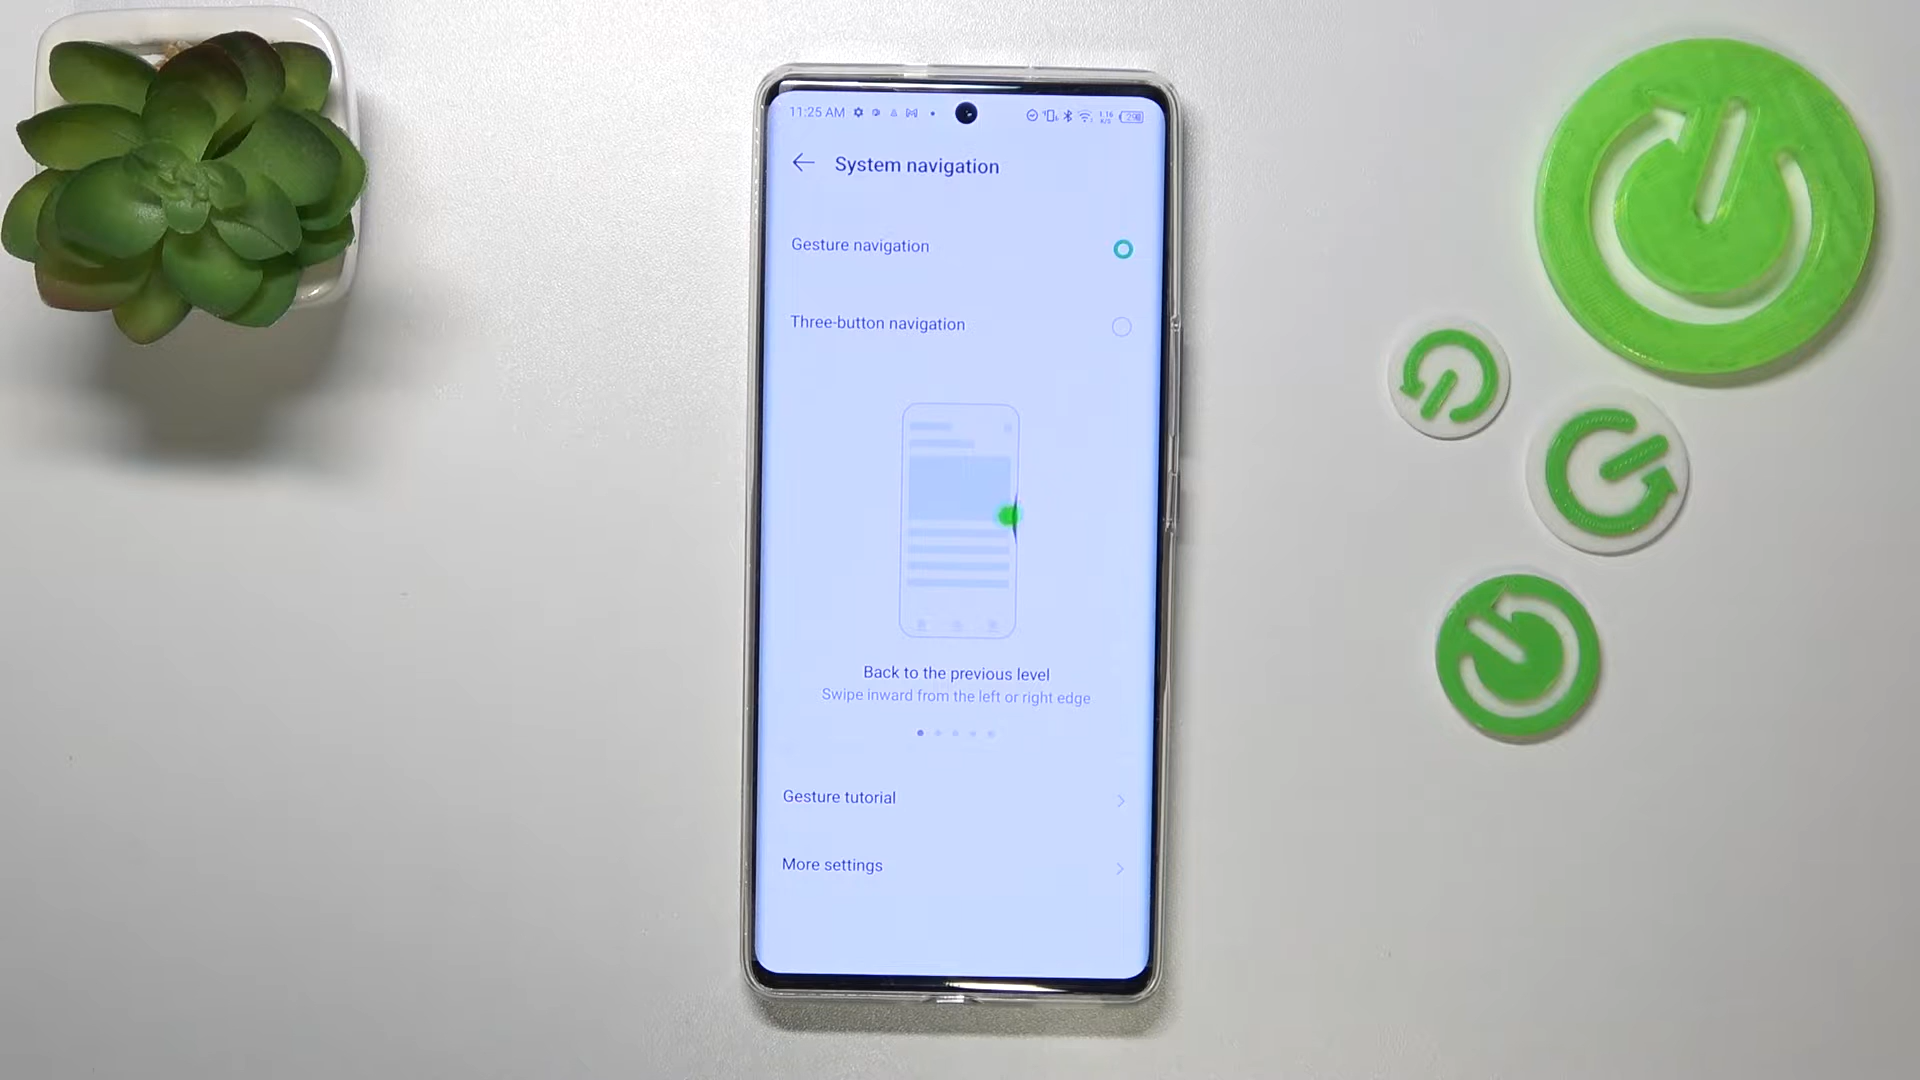 11:25 AM
System navigation
Gesture navigation
Three-button navigation
Back to the previous level
Swipe inward from the left or right edge
Gesture tutorial
More settings